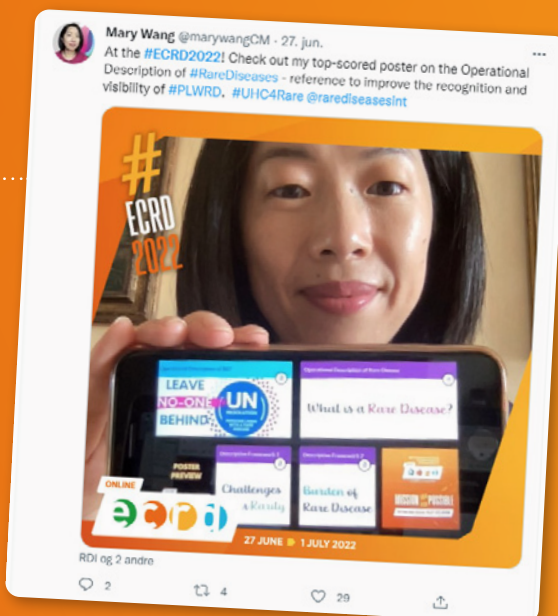 Mary Wang @marywangCM · 27. jun.
At the #ECRD2022! Check out my top-scored poster on the Operational
Description of #RareDiseases - reference to improve the recognition and
visibility of #PLWRD. #UHC4Rare @rarediseasesint
#
ECRD
2022
Operational Description of Rare Disease
LEAVE
NO-ONE
BEHIND
UN
What is a Rare Disease?
POSTER
PREVIEW
Challenges
Rarity
Burden of
Rare Disease
ONLINE
ecrd
27 JUNE 1 JULY 2022
RDI og 2 andre
2
4
29